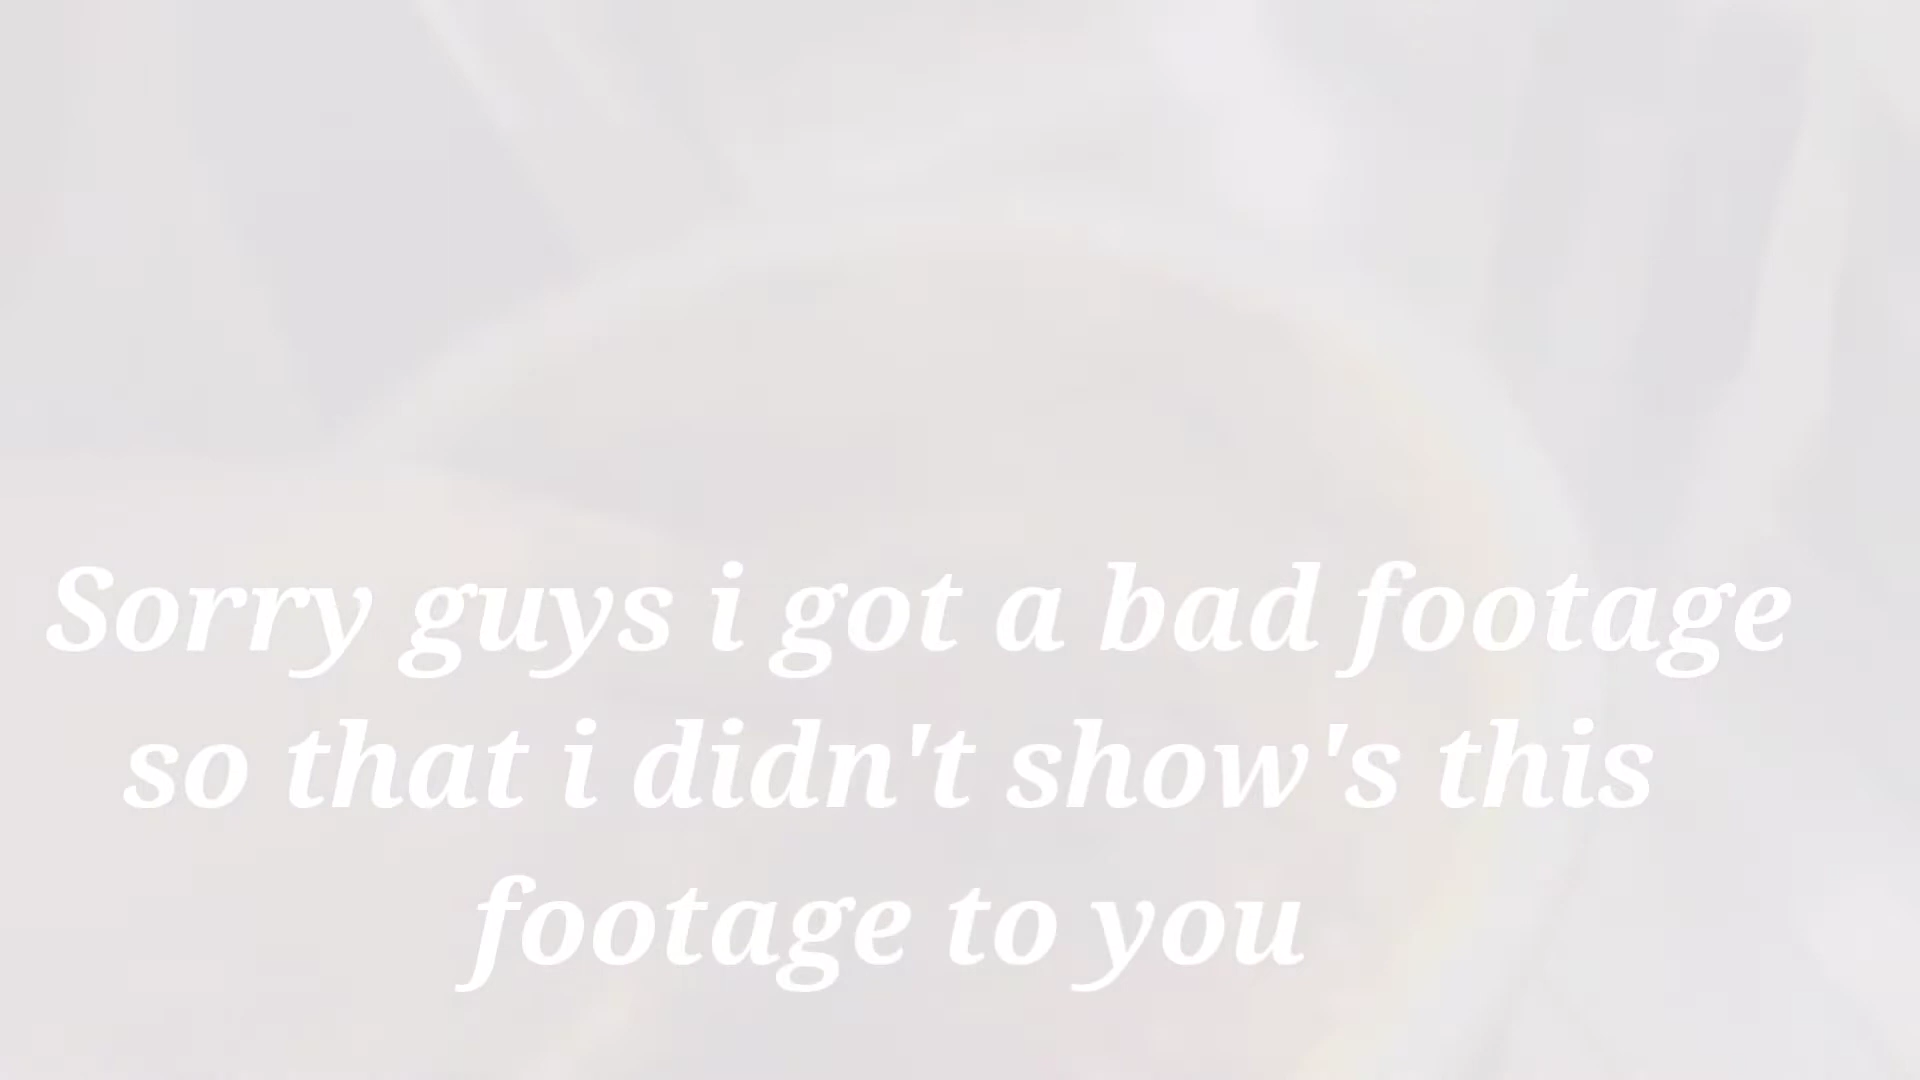 Sorry guys i got a bad footage
so that i didn't show's this
footage to you